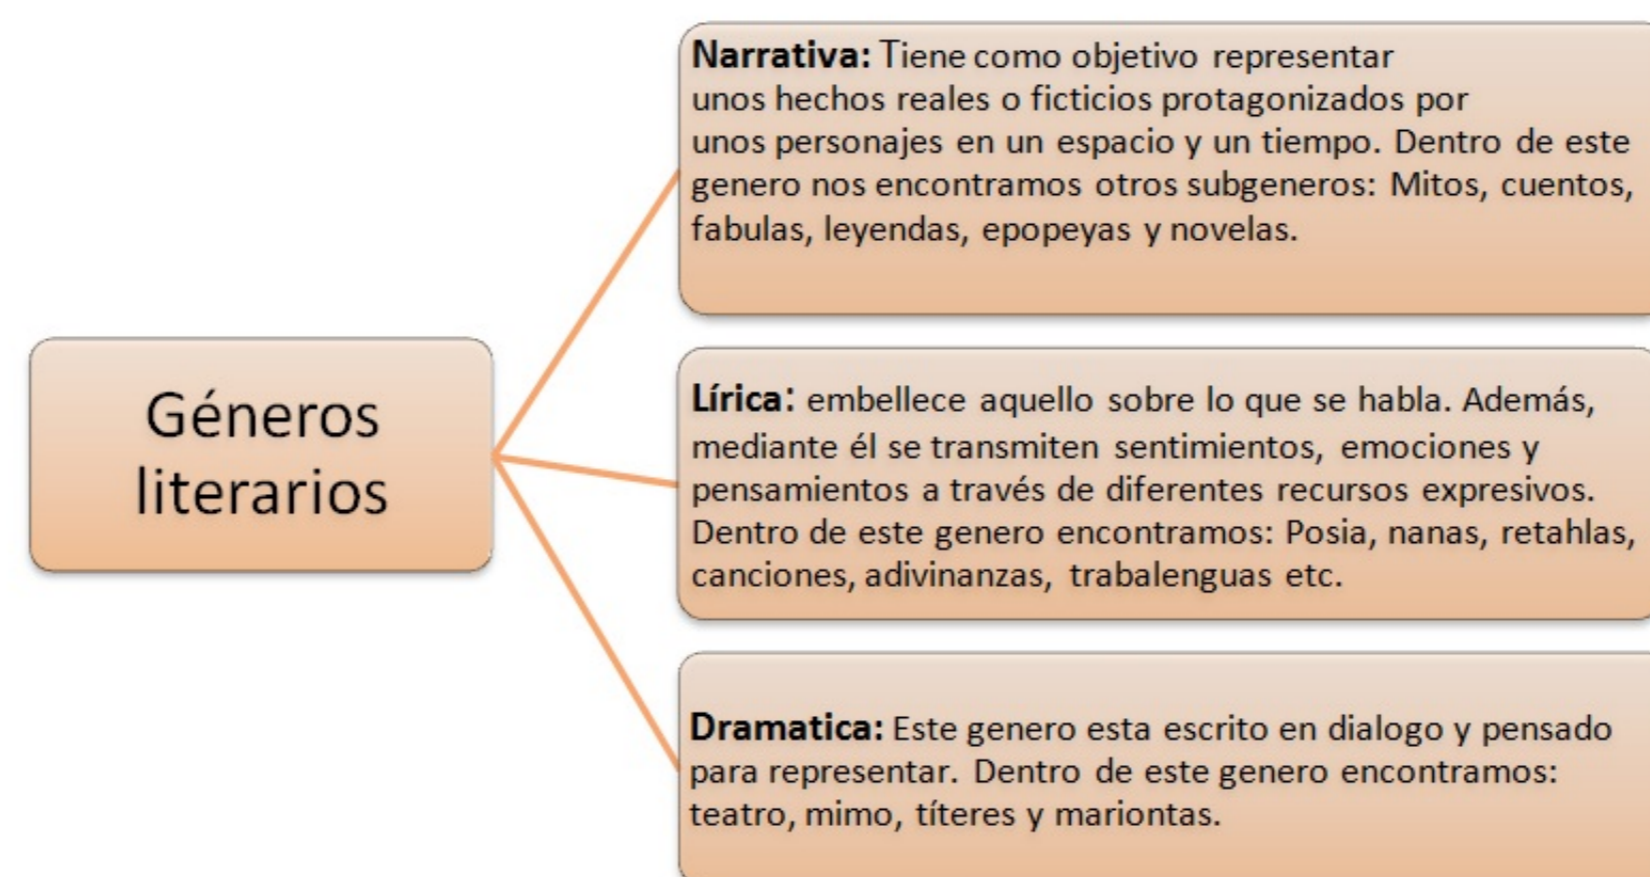 Géneros
literarios
Narrativa: Tiene como objetivo representar
unos hechos reales o ficticios protagonizados por
unos personajes en un espacio y un tiempo. Dentro de este
genero nos encontramos otros subgeneros: Mitos, cuentos,
fabulas, leyendas, epopeyas y novelas.
Lírica: embellece aquello sobre lo que se habla. Además,
mediante él se transmiten sentimientos, emociones y
pensamientos a través de diferentes recursos expresivos.
Dentro de este genero encontramos: Posia, nanas, retahlas,
canciones, adivinanzas, trabalenguas etc.
Dramatica: Este genero esta escrito en dialogo y pensado
para representar. Dentro de este genero encontramos:
teatro, mimo, títeres y mariontas.